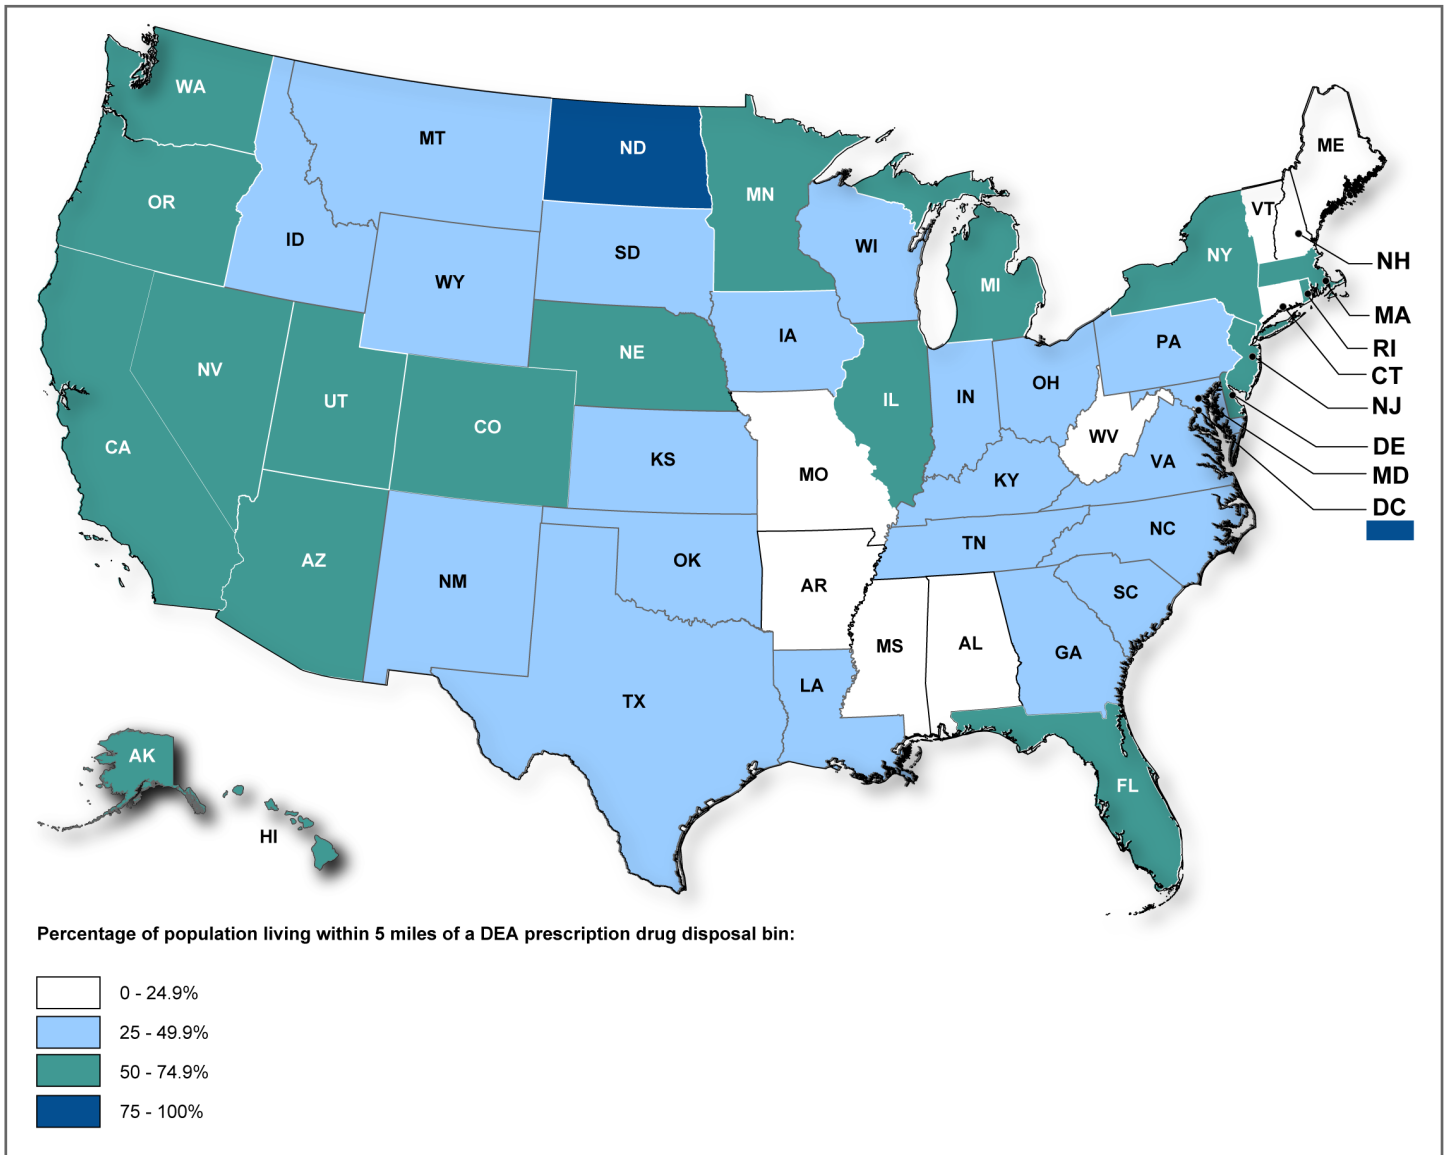 WA
MT
ND
MN
ME
OR
ID
SD
WI
VT
NY
NH
WY
MI
MA
RI
CT
NJ
DE
MD
DC
IA
PA
NE
NV
UT
CO
IL
IN
OH
WV
VA
CA
KS
MO
KY
AZ
NM
OK
AR
TN
NC
SC
MS
AL
GA
TX
LA
FL
AK
HI
Percentage of population living within 5 miles of a DEA prescription drug disposal bin:
0 - 24.9%
25 - 49.9%
50 - 74.9%
75 - 100%